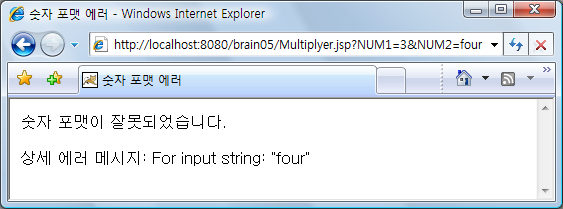 숫자 포맷 에러 - Windows Internet Explorer
http://localhost:8080/brain05/Multiplyer.jsp?NUM1=3&NUM2=four
숫자 포맷 에러
숫자 포맷이 잘못되었습니다.
상세 에러 메시지: For input string: "four"